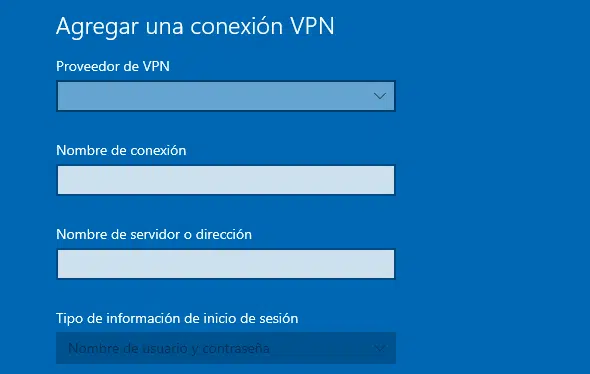 Agregar una conexión VPN
Proveedor de VPN
Nombre de conexión
Nombre de servidor o dirección
Tipo de información de inicio de sesión
Nombre de usuario y contraseña